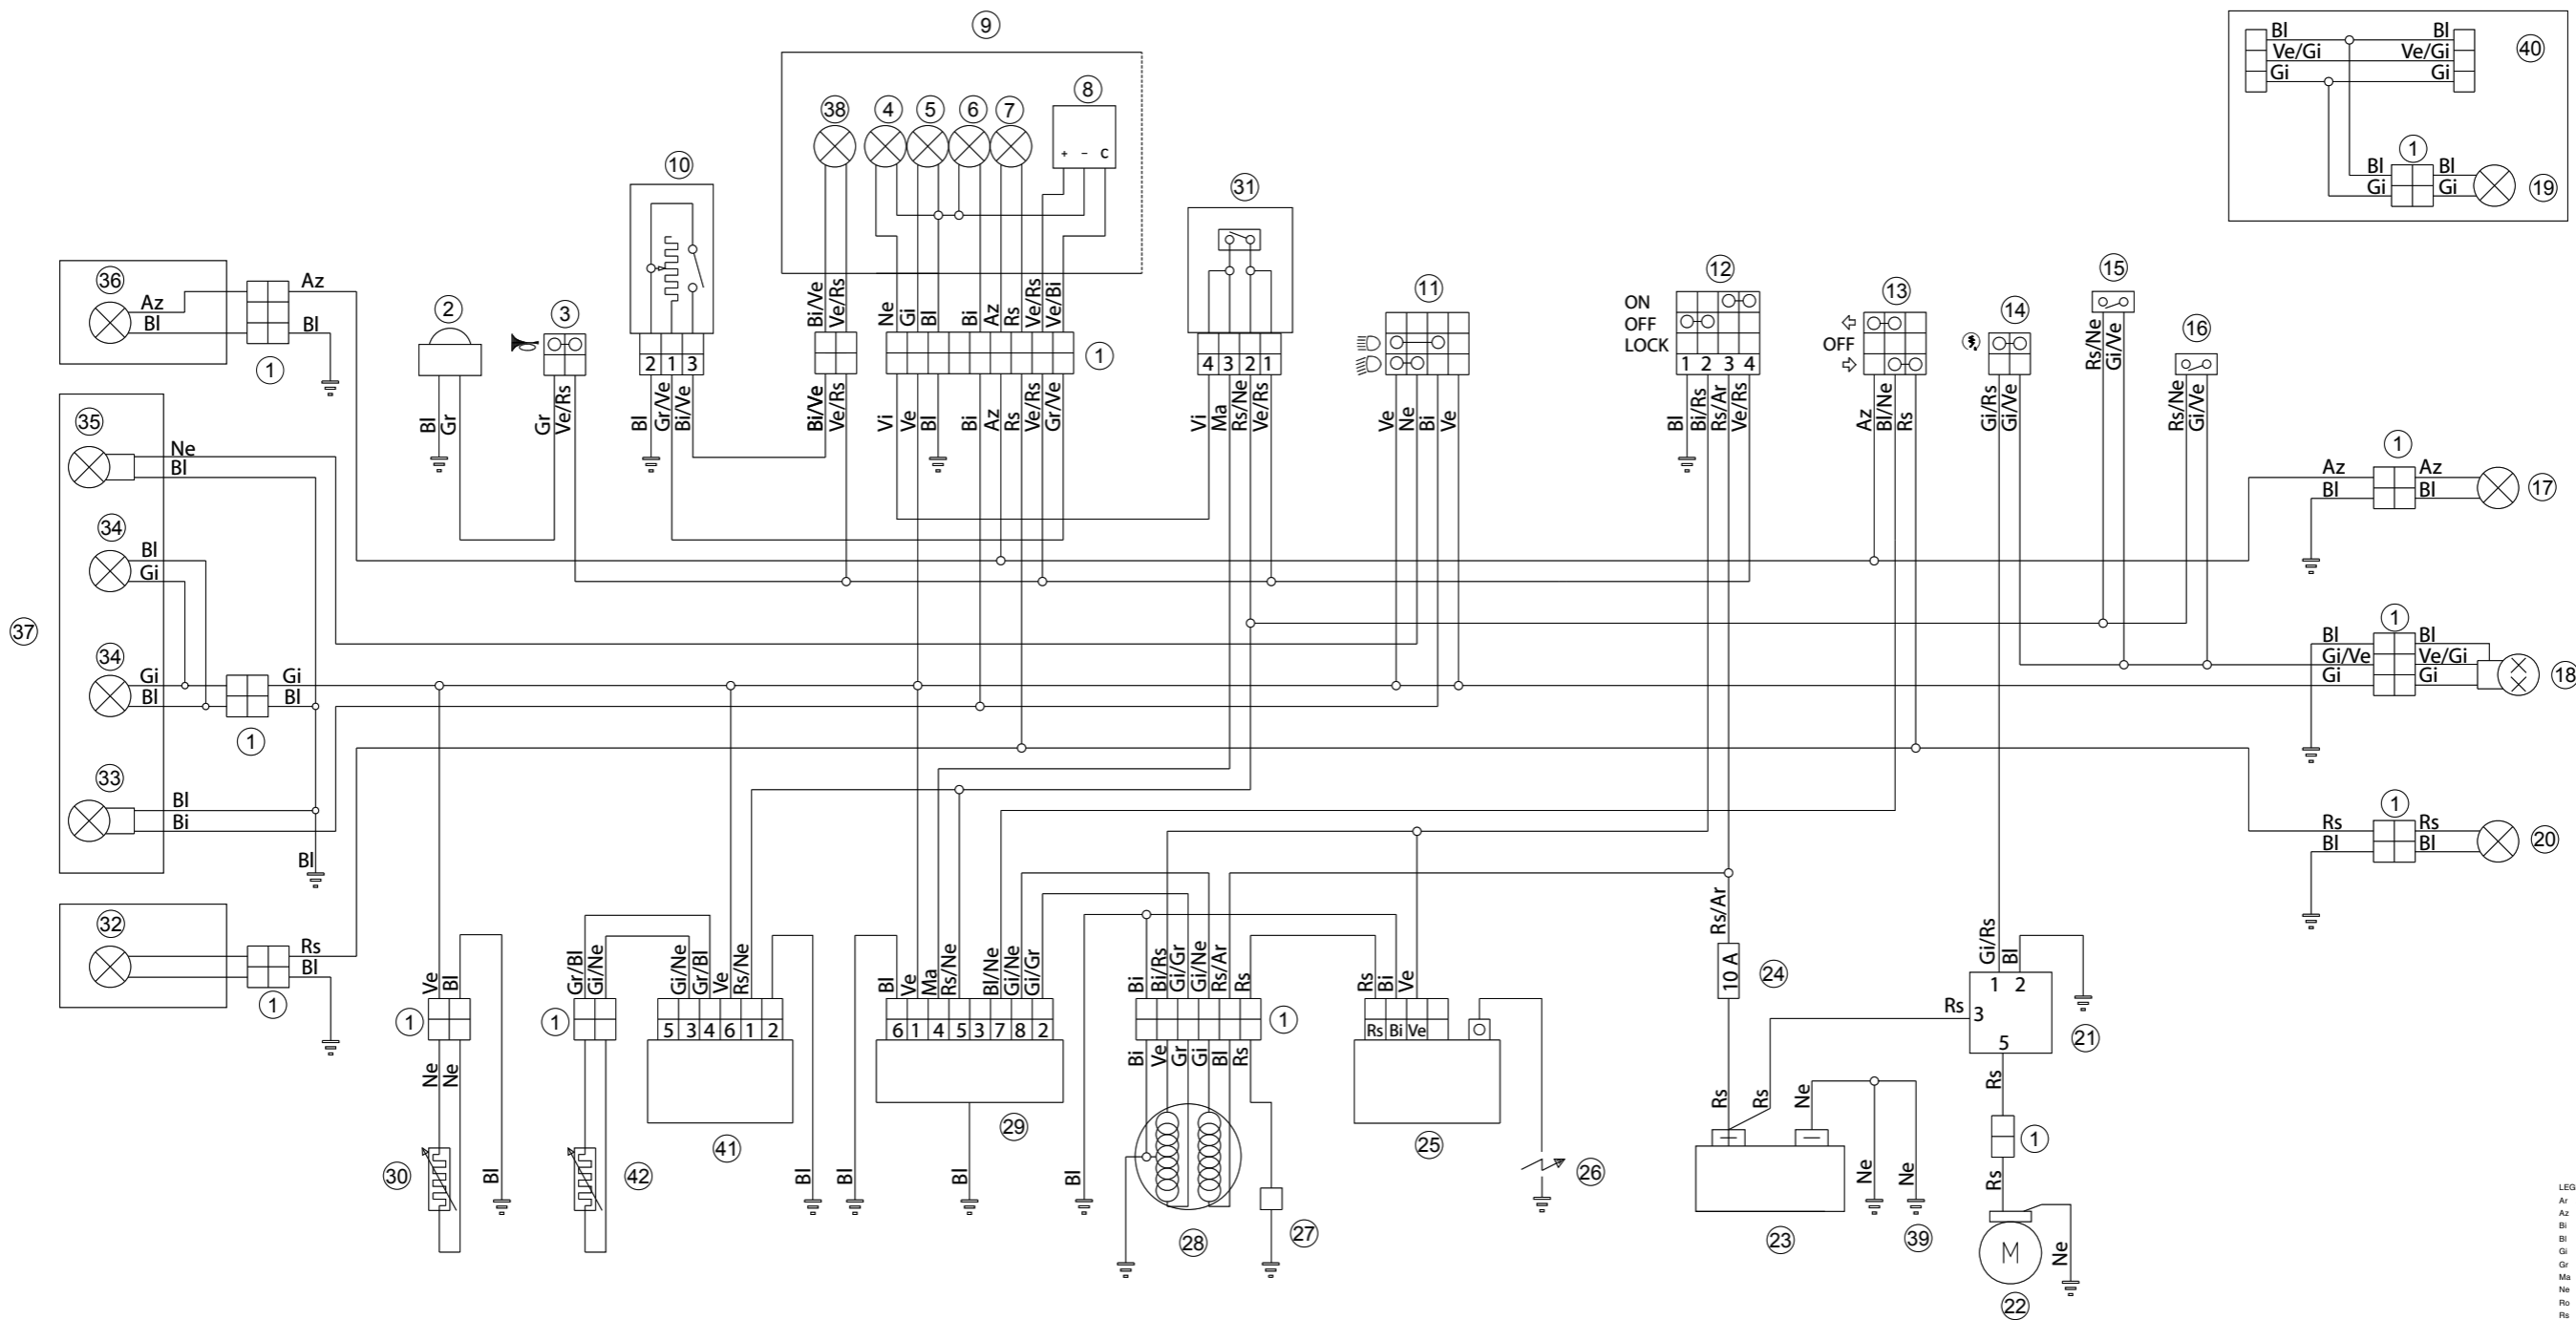 9
Bl Bl
Ve/Gi Ve/Gi
Gi Gi
40
1
Bl Bl
Gi Gi
19
38 4 5 6 7 8
+ - C
10
31
36
Az
Bl
Az
Bl
1
2
3
2 1 3
Bi/Ve Ve/Rs
Ne Gi Bl Bi Az Rs Ve/Rs Ve/Bi
1
4 3 2 1
11
12
ON
OFF
LOCK
1 2 3 4
13
OFF
14
15
Rs/Ne Gi/Ve
16
Bl Gr
Gr Ve/Rs
Bl Gr/Ve Bi/Ve
Bi/Ve Ve/Rs
Vi Ve Bl Bi Az Rs Ve/Rs Gr/Ve
Vi Ma Rs/Ne Ve/Rs
Ve Ne Bi Ve
Bl Bi/Rs Rs/Ar Ve/Rs
Az Bl/Ne Rs
Gi/Rs Gi/Ve
Rs/Ne Gi/Ve
35
Ne
Bl
34
Bl
Gi
37
34
Gi Gi
Bl Bl
1
33
Bl
Bi
Bl
32
Rs
Bl
1
1
Az Az
Bl Bl
17
1
Bl Bl
Gi/Ve Ve/Gi
Gi Gi
18
1
Rs Rs
Bl Bl
20
Ve Bl
1
Ne Ne
30
Bl
Gr/Bl Gi/Ne
1
42
Gi/Ne Gr/Bl Ve Rs/Ne
5 3 4 6 1 2
41
Bl
Bl Ve Ma Rs/Ne Bl/Ne Gi/Ne Gi/Gr
6 1 4 5 3 7 8 2
29
Bl
Bl
Bi Bi/Rs Gi/Gr Gi/Ne Rs/Ar Rs
1
Bi Ve Gr Gi Bl Rs
Bl
28
27
Rs Bi Ve
Rs Bi Ve
25
26
Rs/Ar
10 A
24
Rs Rs Ne
23
Ne Ne
39
Gi/Rs Bl
1 2
Rs 3
5
21
Rs
1
Rs
M
Ne
22
LEG
Ar
Az
Bi
Bl
Gi
Gr
Ma
Ne
Ro
Rs